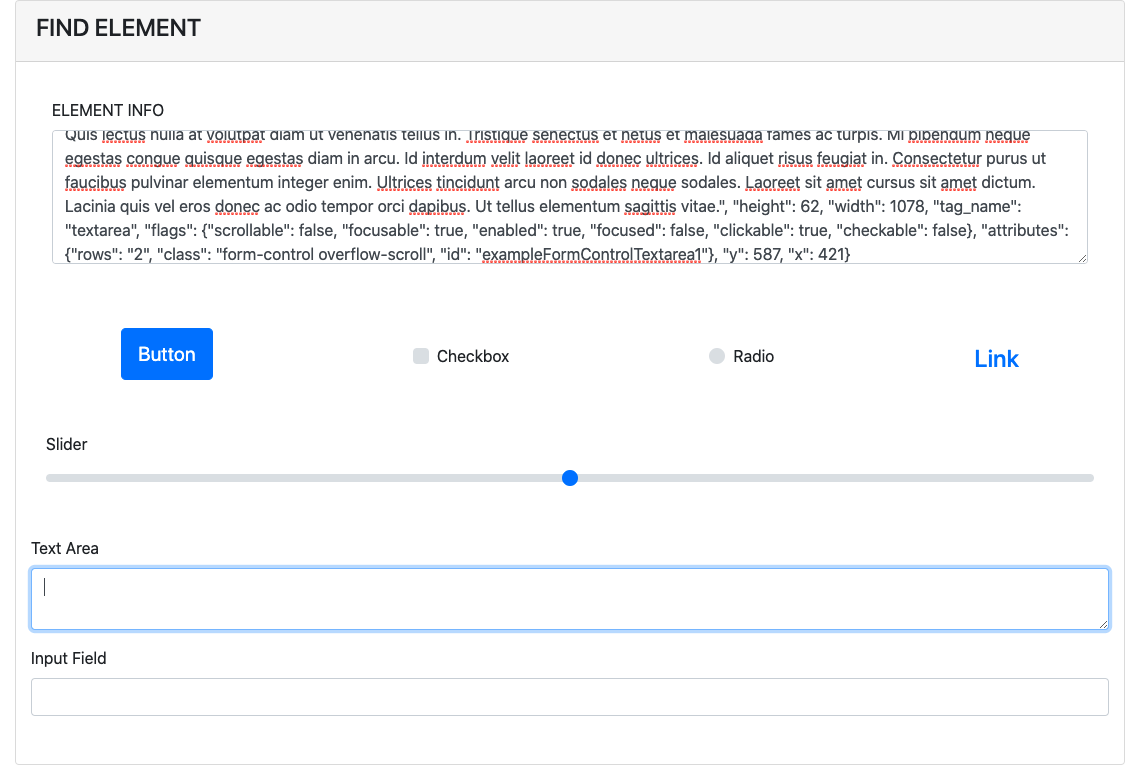 FIND ELEMENT
ELEMENT INFO
Quis lectus nulla at volutpat diam ut venenatis tellus in. Tristique senectus et netus et malesuada fames ac turpis. Mi bibendum neque
egestas congue quisque egestas diam in arcu. Id interdum velit laoreet id donec ultrices. Id aliquet risus feugiat in. Consectetur purus ut
faucibus pulvinar elementum integer enim. Ultrices tincidunt arcu non sodales neque sodales. Laoreet sit amet cursus sit amet dictum.
Lacinia quis vel eros donec ac odio tempor orci dapibus. Ut tellus elementum sagittis vitae.", "height": 62, "width": 1078, "tag_name":
"textarea", "flags": {"scrollable": false, "focusable": true, "enabled": true, "focused": false, "clickable": true, "checkable": false}, "attributes":
{"rows": "2", "class": "form-control overflow-scroll", "id": "exampleFormControlTextarea1"}, "y": 587, "x": 421}
Button
Checkbox
Radio
Link
Slider
Text Area
Input Field